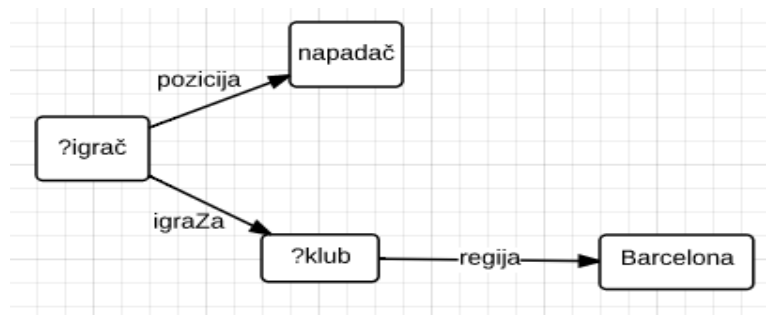 napadač
pozicija
?igrač
igraZa
?klub
regija
Barcelona